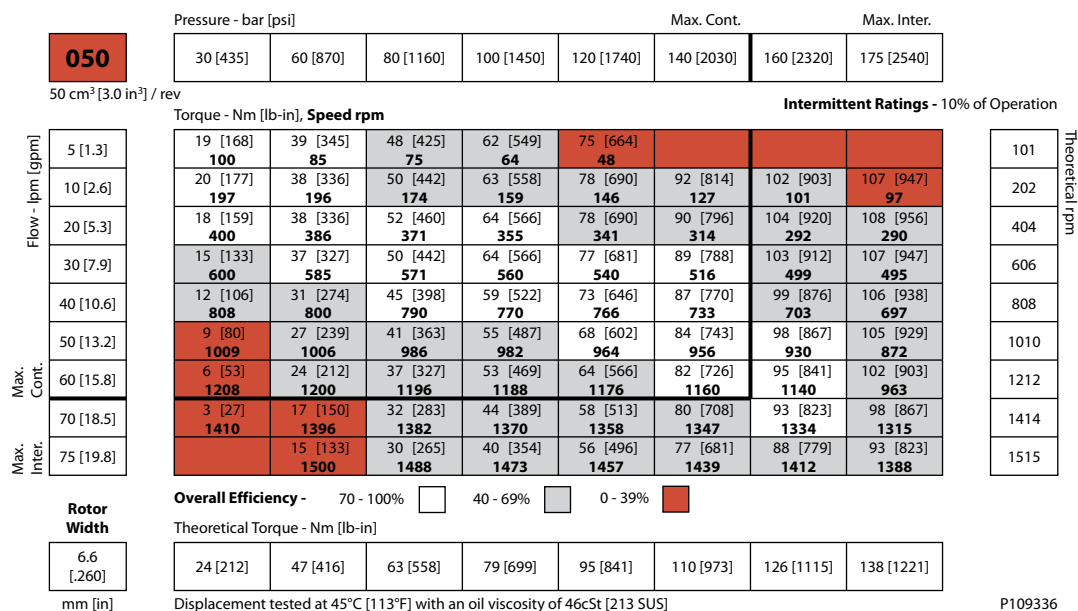 Pressure - bar [psi] Max. Cont. Max. Inter.
050 30 [435] 60 [870] 80 [1160] 100 [1450] 120 [1740] 140 [2030] 160 [2320] 175 [2540]
50 cm³ [3.0 in³] / rev
Intermittent Ratings - 10% of Operation
Torque - Nm [lb-in], Speed rpm
Flow - lpm [gpm]
Theoretical rpm
5 [1.3] 19 [168] 39 [345] 48 [425] 62 [549] 75 [664] 101
100 85 75 64 48
10 [2.6] 20 [177] 38 [336] 50 [442] 63 [558] 78 [690] 92 [814] 102 [903] 107 [947] 202
197 196 174 159 146 127 101 97
20 [5.3] 18 [159] 38 [336] 52 [460] 64 [566] 78 [690] 90 [796] 104 [920] 108 [956] 404
400 386 371 355 341 314 292 290
30 [7.9] 15 [133] 37 [327] 50 [442] 64 [566] 77 [681] 89 [788] 103 [912] 107 [947] 606
600 585 571 560 540 516 499 495
40 [10.6] 12 [106] 31 [274] 45 [398] 59 [522] 73 [646] 87 [770] 99 [876] 106 [938] 808
808 800 790 770 766 733 703 697
50 [13.2] 9 [80] 27 [239] 41 [363] 55 [487] 68 [602] 84 [743] 98 [867] 105 [929] 1010
1009 1006 986 982 964 956 930 872
Max.
Cont.
60 [15.8] 6 [53] 24 [212] 37 [327] 53 [469] 64 [566] 82 [726] 95 [841] 102 [903] 1212
1208 1200 1196 1188 1176 1160 1140 963
70 [18.5] 3 [27] 17 [150] 32 [283] 44 [389] 58 [513] 80 [708] 93 [823] 98 [867] 1414
1410 1396 1382 1370 1358 1347 1334 1315
Max.
Inter.
75 [19.8] 15 [133] 30 [265] 40 [354] 56 [496] 77 [681] 88 [779] 93 [823] 1515
1500 1488 1473 1457 1439 1412 1388
Overall Efficiency - 70 - 100% 40 - 69% 0 - 39%
Rotor
Width
Theoretical Torque - Nm [lb-in]
6.6
[.260]
24 [212] 47 [416] 63 [558] 79 [699] 95 [841] 110 [973] 126 [1115] 138 [1221]
mm [in] Displacement tested at 45°C [113°F] with an oil viscosity of 46cSt [213 SUS] P109336